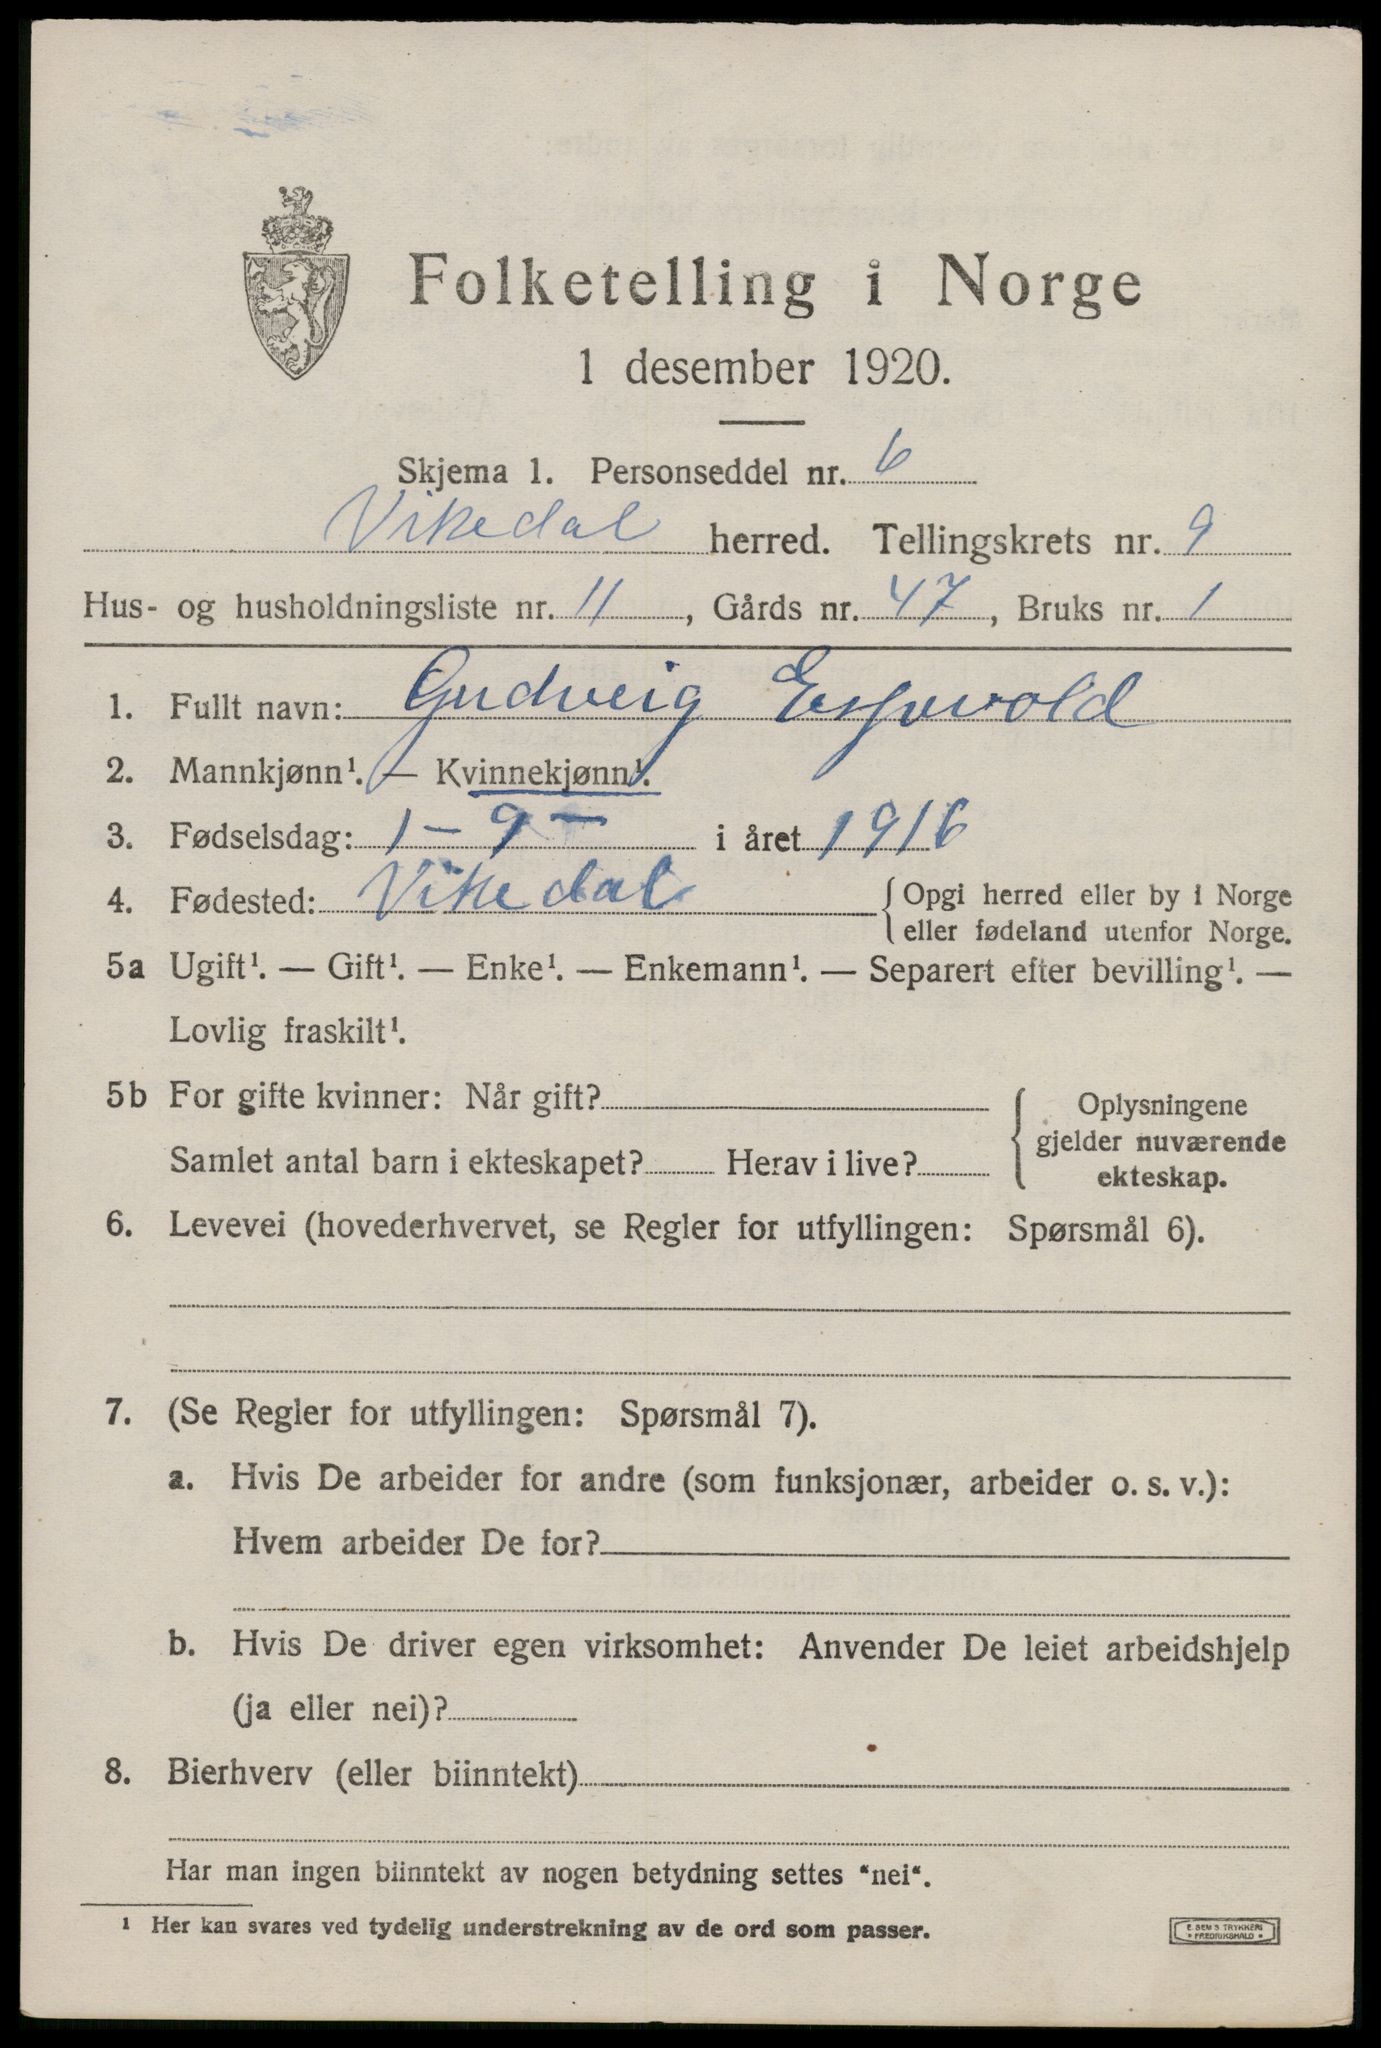 Folketelling i Norge
1 desember 1920.
Skjema 1. Personseddel nr. 6
Vikedal herred. Tellingskrets nr. 9
Hus- og husholdningsliste nr. 11, Gårds nr. 47, Bruks nr. 1
1. Fullt navn: Gudveig
2. Mannkjønn¹. — Kvinnekjønn¹.
3. Fødselsdag: 1 - 9 - i året 1916
4. Fødested: Vikedal {Opgi herred eller by i Norge
eller fødeland utenfor Norge.
5a Ugift¹. — Gift¹. — Enke¹. — Enkemann¹. — Separert efter bevilling¹. —
Lovlig fraskilt¹.
5b For gifte kvinner: Når gift?
Samlet antal barn i ekteskapet? Herav i live?
Oplysningene
gjelder nuværende
ekteskap.
6. Levevei (hovederhvervet, se Regler for utfyllingen: Spørsmål 6).
7. (Se Regler for utfyllingen: Spørsmål 7).
a. Hvis De arbeider for andre (som funksjonær, arbeider o. s. v.):
Hvem arbeider De for?
b. Hvis De driver egen virksomhet: Anvender De leiet arbeidshjelp
(ja eller nei)?
8. Bierhverv (eller biinntekt)
Har man ingen biinntekt av nogen betydning settes "nei".
¹ Her kan svares ved tydelig understrekning av de ord som passer.
E. SEM'S TRYKKERI
• FREDRIKSHALD •